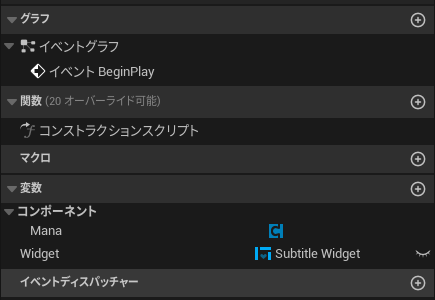 グラフ
イベントグラフ
イベント BeginPlay
関数 (20 オーバーライド可能)
コンストラクションスクリプト
マクロ
変数
コンポーネント
Mana
Widget Subtitle Widget
イベントディスパッチャー